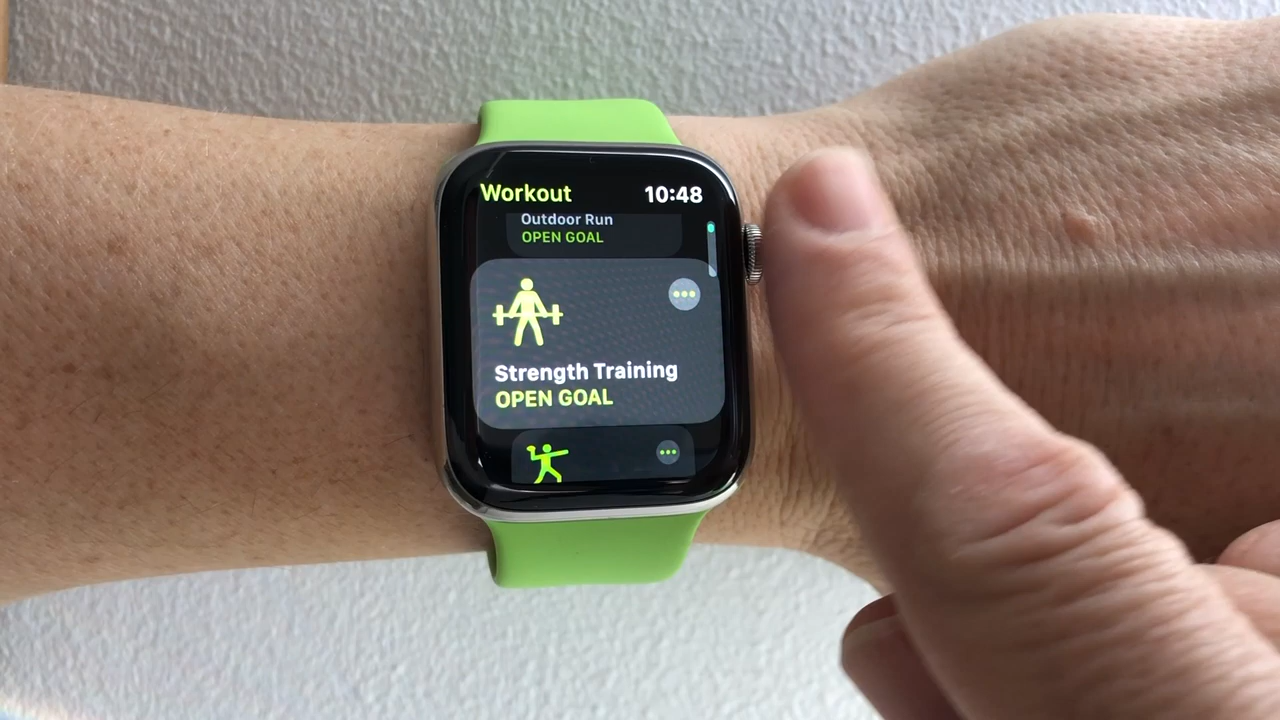 Workout 10:48
Outdoor Run
OPEN GOAL
Strength Training
OPEN GOAL